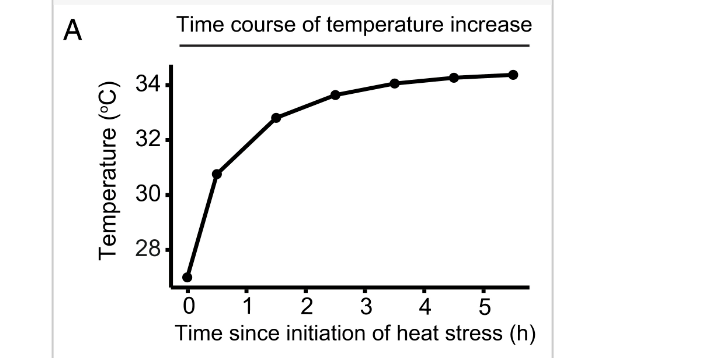 A
Time course of temperature increase
Temperature (°C)
34
32
30
28
0 1 2 3 4 5
Time since initiation of heat stress (h)